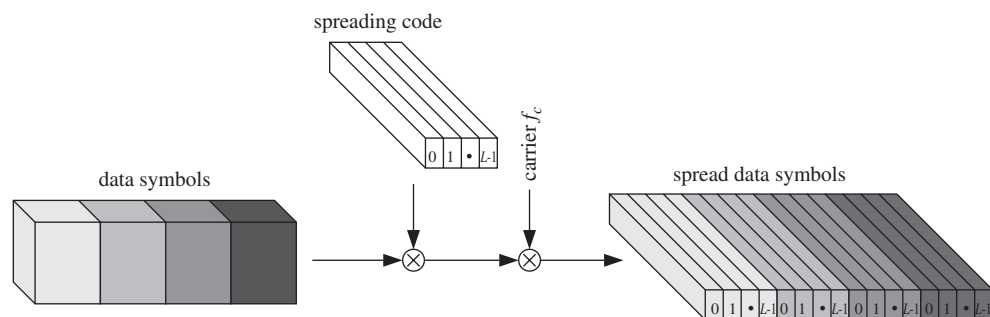 spreading code
0 1 • L-1
carrier f_c
data symbols
spread data symbols
0 1 • L-1 0 1 • L-1 0 1 • L-1 0 1 • L-1